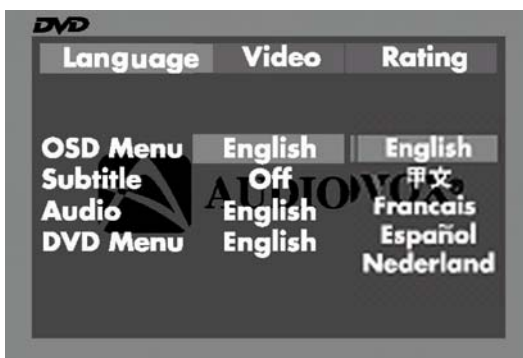 DVD
Language Video Rating
OSD Menu English English
Subtitle Off 甲文
Audio English Francais
DVD Menu English Español
Nederland
AUDIOVOX